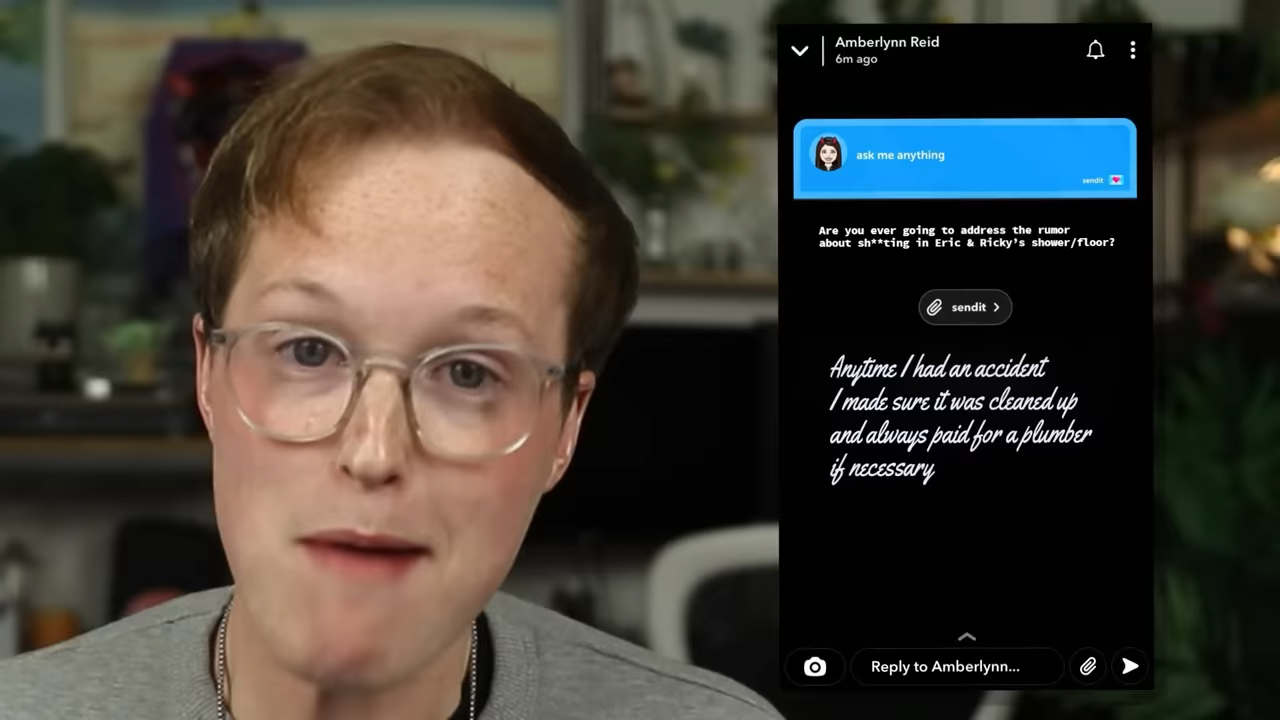 Amberlynn Reid
6m ago
ask me anything
sendit
Are you ever going to address the rumor
about sh**ting in Eric & Ricky's shower/floor?
sendit
Anytime I had an accident
I made sure it was cleaned up
and always paid for a plumber
if necessary
Reply to Amberlynn...